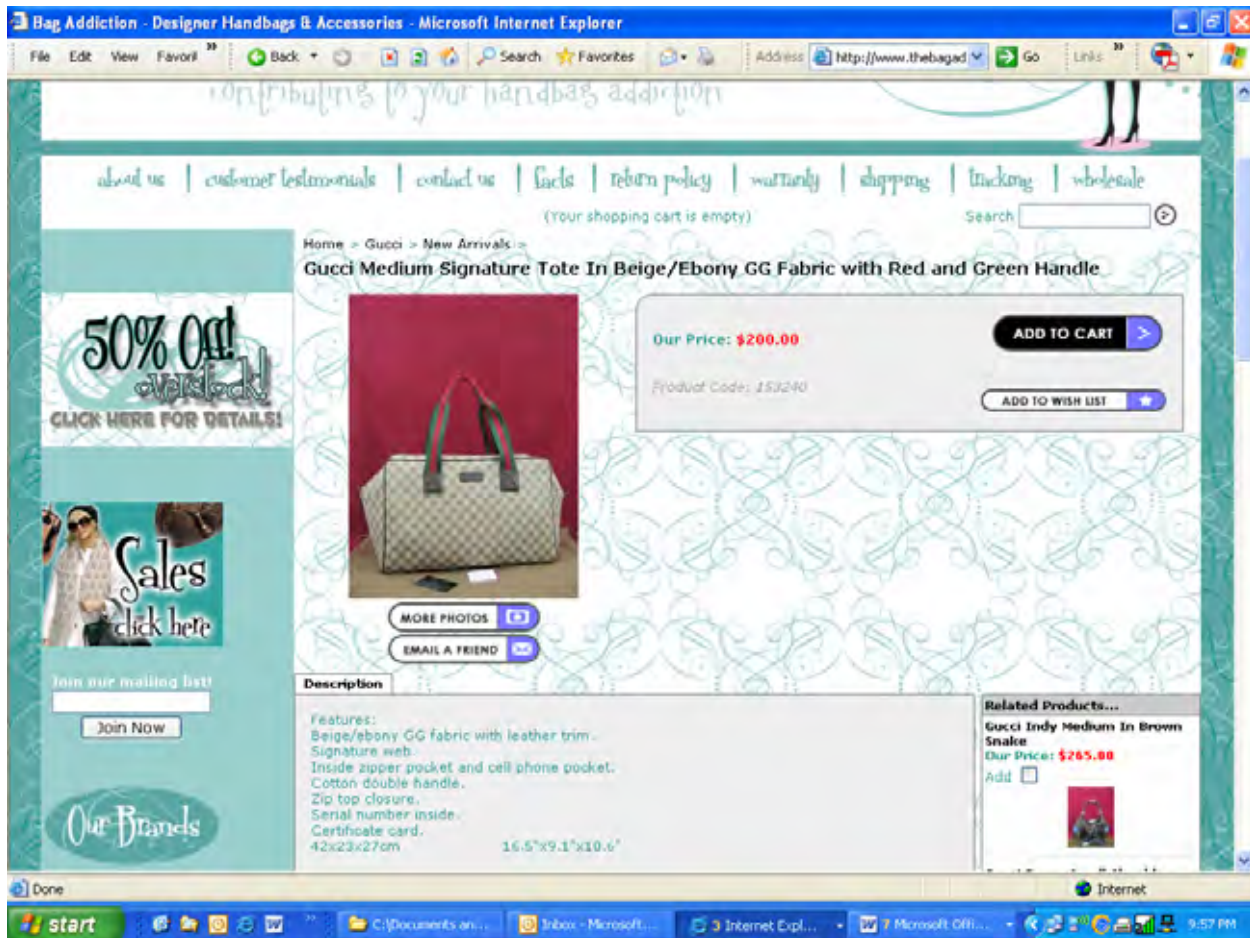 Bag Addiction - Designer Handbags & Accessories - Microsoft Internet Explorer
File Edit View Favori » Back Search Favorites Address http://www.thebagad Go Links »
contributing to your handbag addiction
about us | customer testimonials | contact us | facts | return policy | warranty | shipping | tracking | wholesale
(Your shopping cart is empty)
Search
Home > Gucci > New Arrivals >
Gucci Medium Signature Tote In Beige/Ebony GG Fabric with Red and Green Handle
50% Off!
overstock!
CLICK HERE FOR DETAILS!
Our Price: $200.00
ADD TO CART
Product Code: 153240
ADD TO WISH LIST
Sales
click here
MORE PHOTOS
EMAIL A FRIEND
Join our mailing list!
Join Now
Our Brands
Description
Features:
Beige/ebony GG fabric with leather trim.
Signature web.
Inside zipper pocket and cell phone pocket.
Cotton double handle.
Zip top closure.
Serial number inside.
Certificate card.
42x23x27cm 16.5"x9.1"x10.6"
Related Products...
Gucci Indy Medium In Brown
Snake
Our Price: $265.00
Add
Done
Internet
start » C:\Documents an... Inbox - Microsoft... 3 Internet Expl... 7 Microsoft Offi... 9:57 PM